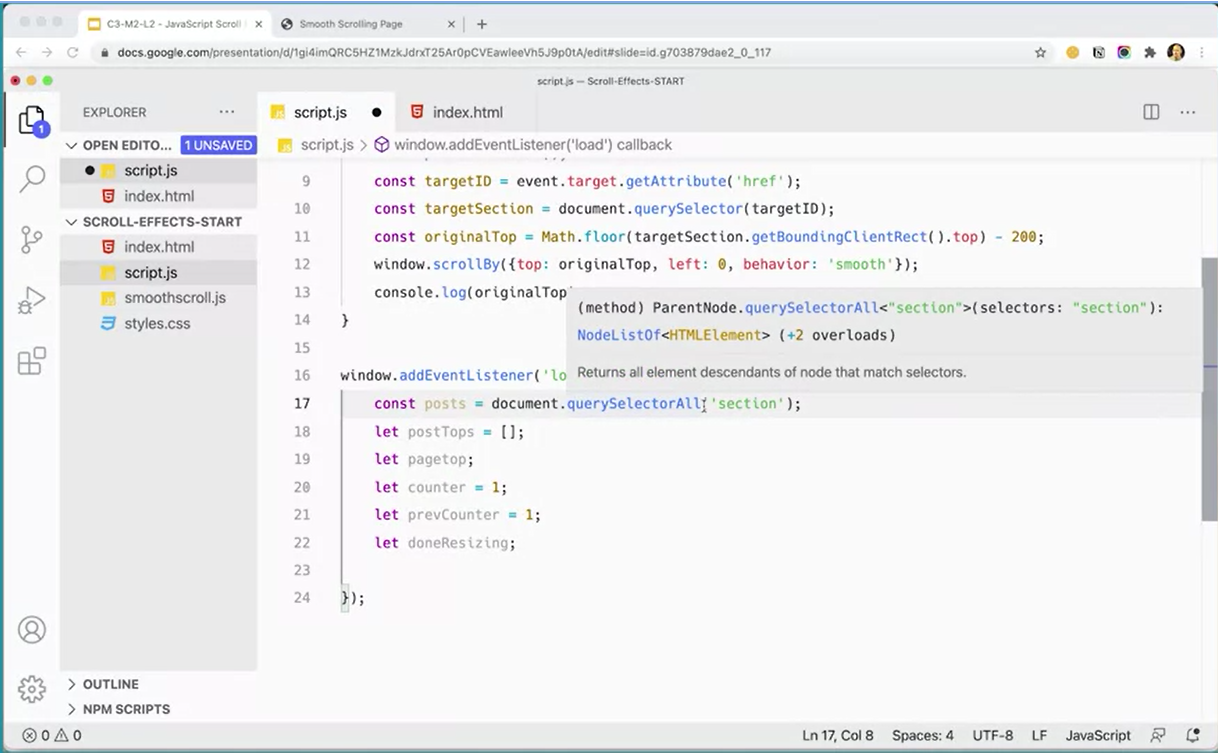 C3-M2-L2 - JavaScript Scroll
Smooth Scrolling Page
docs.google.com/presentation/d/1gi4imQRC5HZ1MzkJdrxT25Ar0pCVEawleeVh5J9p0tA/edit#slide=id.g703879dae2_0_117
script.js — Scroll-Effects-START
EXPLORER
script.js
index.html
1
OPEN EDITO... 1 UNSAVED
script.js > window.addEventListener('load') callback
script.js
index.html
SCROLL-EFFECTS-START
index.html
script.js
smoothscroll.js
styles.css
9 const targetID = event.target.getAttribute('href');
10 const targetSection = document.querySelector(targetID);
11 const originalTop = Math.floor(targetSection.getBoundingClientRect().top) - 200;
12 window.scrollBy({top: originalTop, left: 0, behavior: 'smooth'});
13 console.log(originalTop
(method) ParentNode.querySelectorAll<"section">(selectors: "section"):
NodeListOf<HTMLElement> (+2 overloads)
Returns all element descendants of node that match selectors.
14 }
15
16 window.addEventListener('lo
17 const posts = document.querySelectorAll('section');
18 let postTops = [];
19 let pagetop;
20 let counter = 1;
21 let prevCounter = 1;
22 let doneResizing;
23
24 });
OUTLINE
NPM SCRIPTS
0 0
Ln 17, Col 8 Spaces: 4 UTF-8 LF JavaScript